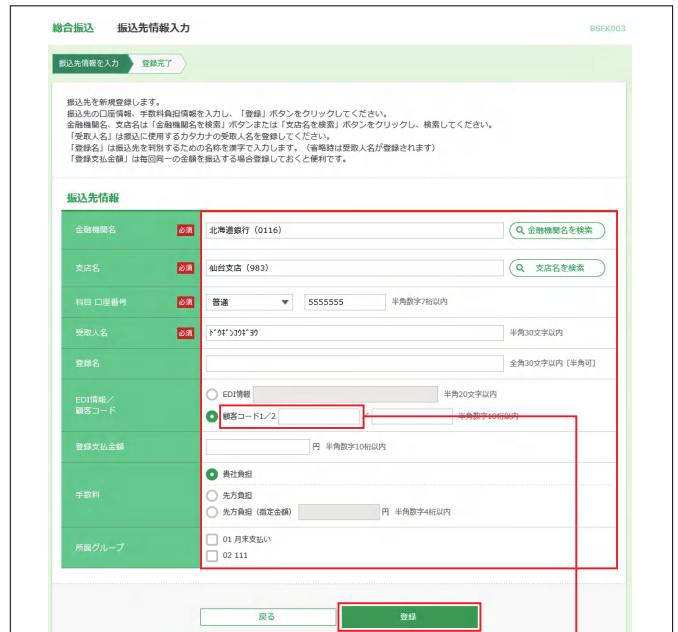 総合振込 振込先情報入力 BSFK003
振込先情報を入力 登録完了
振込先を新規登録します。
振込先の口座情報、手数料負担情報を入力し、「登録」ボタンをクリックしてください。
金融機関名、支店名は「金融機関名を検索」ボタンまたは「支店名を検索」ボタンをクリックし、検索してください。
「受取人名」は振込に使用するカタカナの受取人名を登録してください。
「登録名」は振込先を判別するための名称を漢字で入力します。（省略時は受取人名が登録されます）
「登録支払金額」は毎回同一の金額を振込する場合登録しておくと便利です。
振込先情報
金融機関名 必須 北海道銀行（0116） 金融機関名を検索
支店名 必須 仙台支店（983） 支店名を検索
科目 口座番号 必須 普通 5555555 半角数字7桁以内
受取人名 必須 ﾄﾞｳｷﾞﾝｺｳｷﾞﾖｳ 半角30文字以内
登録名 全角30文字以内［半角可］
EDI情報／
顧客コード
EDI情報 半角20文字以内
顧客コード1／2 ／ 半角数字10桁以内
登録支払金額 円 半角数字10桁以内
手数料
貴社負担
先方負担
先方負担（指定金額） 円 半角数字4桁以内
所属グループ
01 月末支払い
02 111
戻る 登録